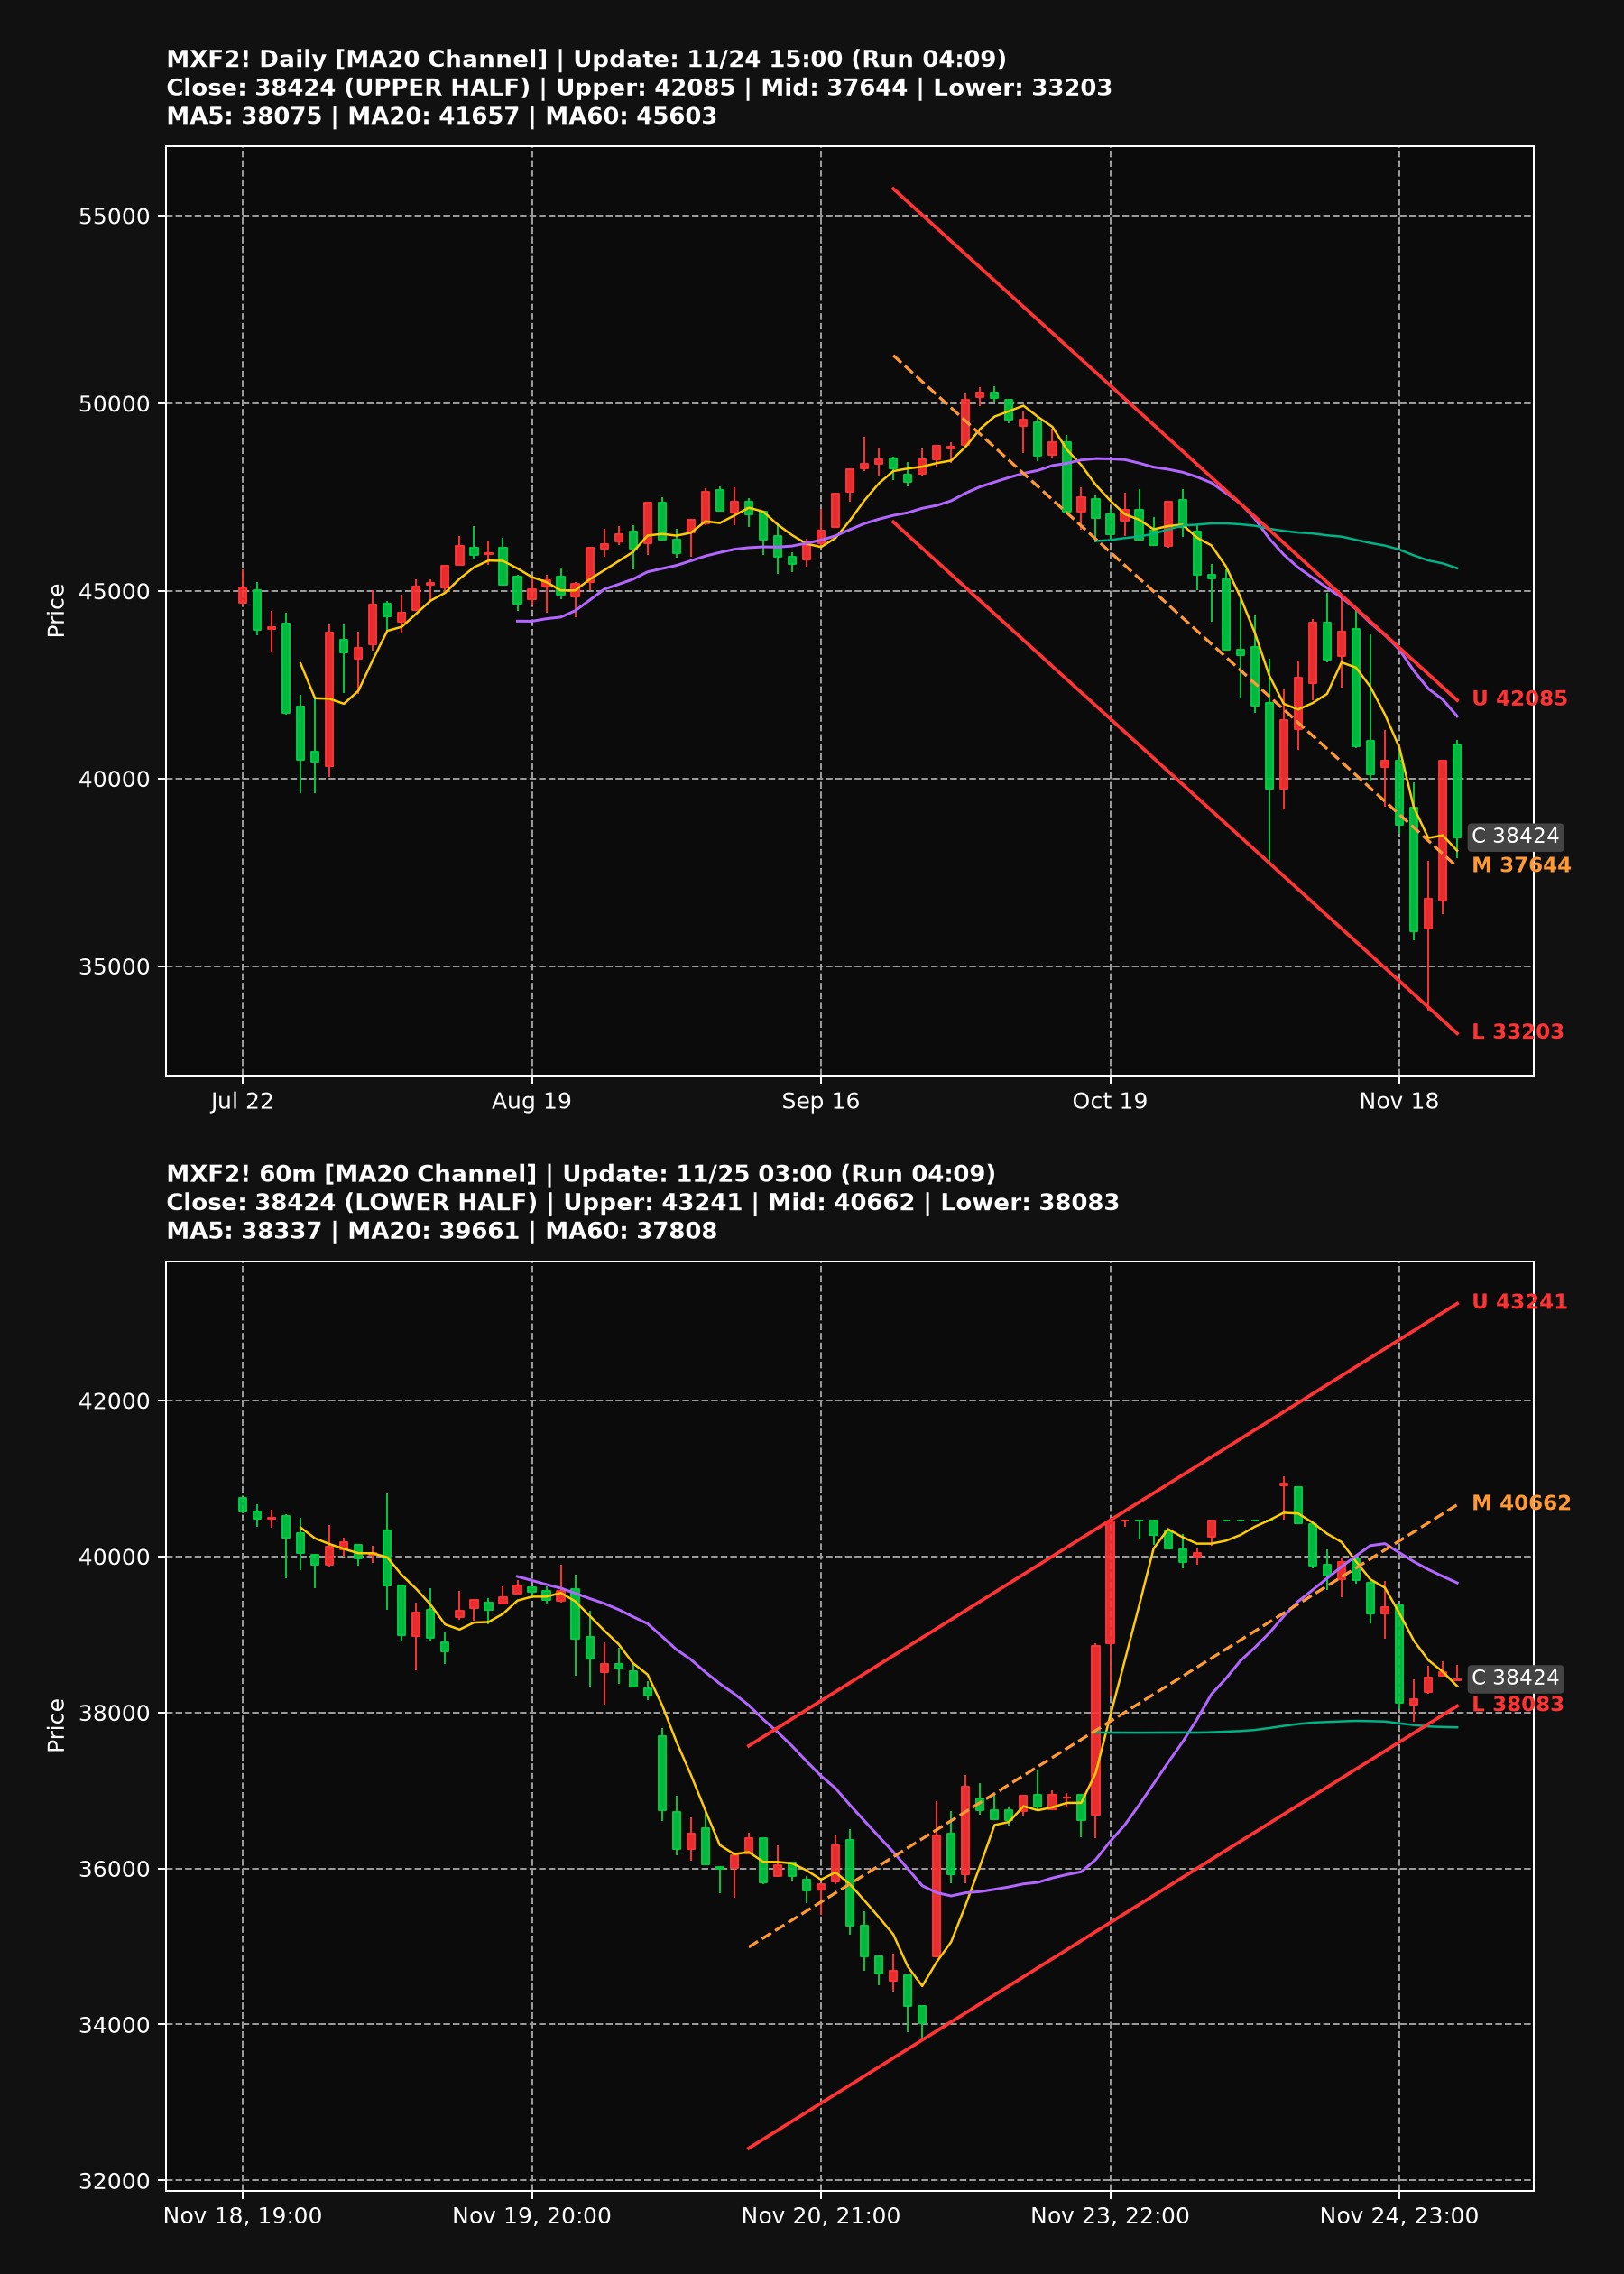 MXF2! Daily [MA20 Channel] | Update: 11/24 15:00 (Run 04:09)
Close: 38424 (UPPER HALF) | Upper: 42085 | Mid: 37644 | Lower: 33203
MA5: 38075 | MA20: 41657 | MA60: 45603
55000
50000
45000
40000
35000
Price
U 42085
C 38424
M 37644
L 33203
Jul 22
Aug 19
Sep 16
Oct 19
Nov 18
MXF2! 60m [MA20 Channel] | Update: 11/25 03:00 (Run 04:09)
Close: 38424 (LOWER HALF) | Upper: 43241 | Mid: 40662 | Lower: 38083
MA5: 38337 | MA20: 39661 | MA60: 37808
42000
40000
38000
36000
34000
32000
Price
U 43241
M 40662
C 38424
L 38083
Nov 18, 19:00
Nov 19, 20:00
Nov 20, 21:00
Nov 23, 22:00
Nov 24, 23:00